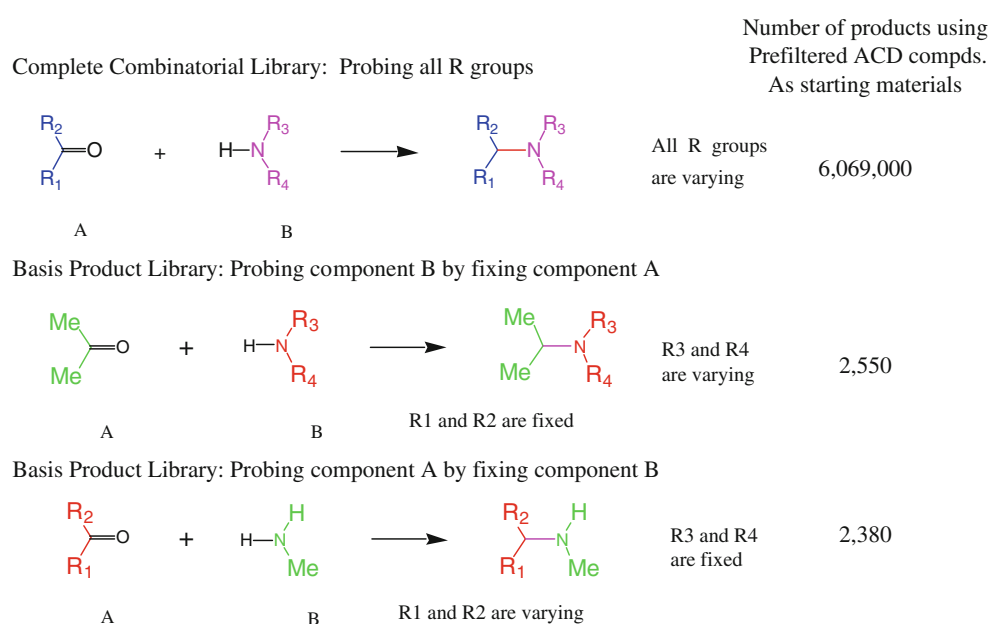 Number of products using
Prefiltered ACD compds.
As starting materials
Complete Combinatorial Library: Probing all R groups
R2 R1 O + H N R3 R4 R2 R1 N R3 R4
All R groups
are varying
6,069,000
A B
Basis Product Library: Probing component B by fixing component A
Me Me O + H N R3 R4 Me Me N R3 R4
R3 and R4
are varying
2,550
A B R1 and R2 are fixed
Basis Product Library: Probing component A by fixing component B
R2 R1 O + H N H Me R2 R1 N H Me
R3 and R4
are fixed
2,380
A B R1 and R2 are varying